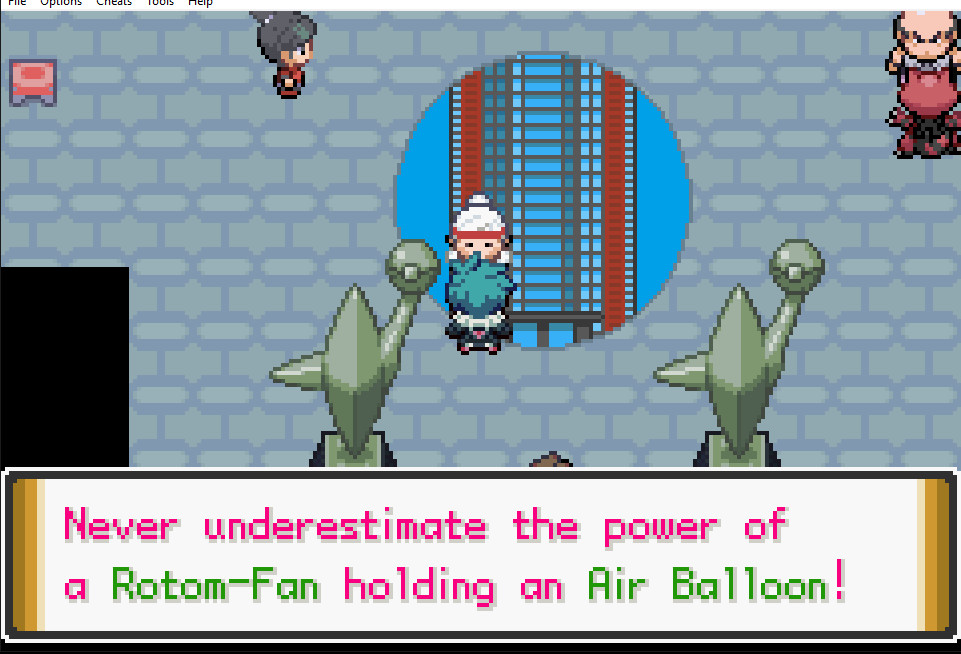 File Options Cheats Tools Help
Never underestimate the power of
a Rotom-Fan holding an Air Balloon!